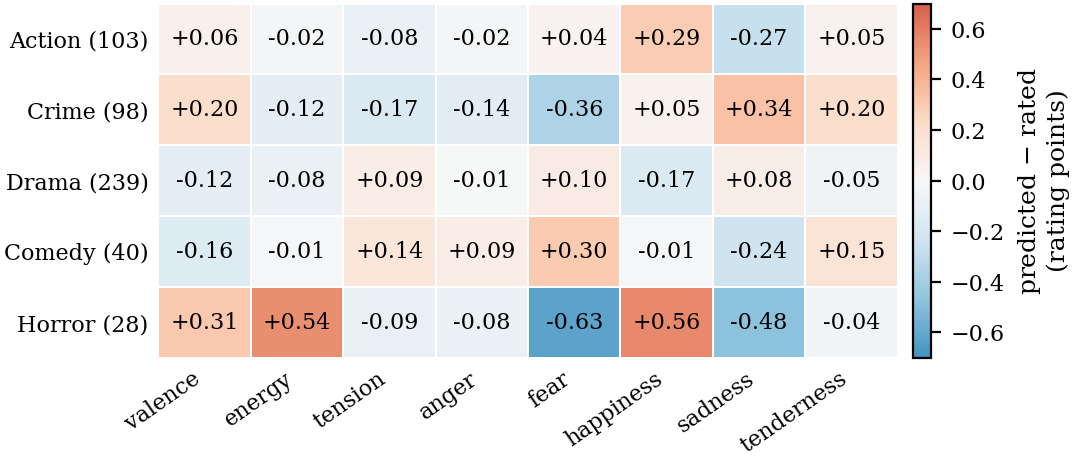 Action (103) +0.06 -0.02 -0.08 -0.02 +0.04 +0.29 -0.27 +0.05
Crime (98) +0.20 -0.12 -0.17 -0.14 -0.36 +0.05 +0.34 +0.20
Drama (239) -0.12 -0.08 +0.09 -0.01 +0.10 -0.17 +0.08 -0.05
Comedy (40) -0.16 -0.01 +0.14 +0.09 +0.30 -0.01 -0.24 +0.15
Horror (28) +0.31 +0.54 -0.09 -0.08 -0.63 +0.56 -0.48 -0.04
valence energy tension anger fear happiness sadness tenderness
0.6
0.4
0.2
0.0
−0.2
−0.4
−0.6
predicted − rated
(rating points)